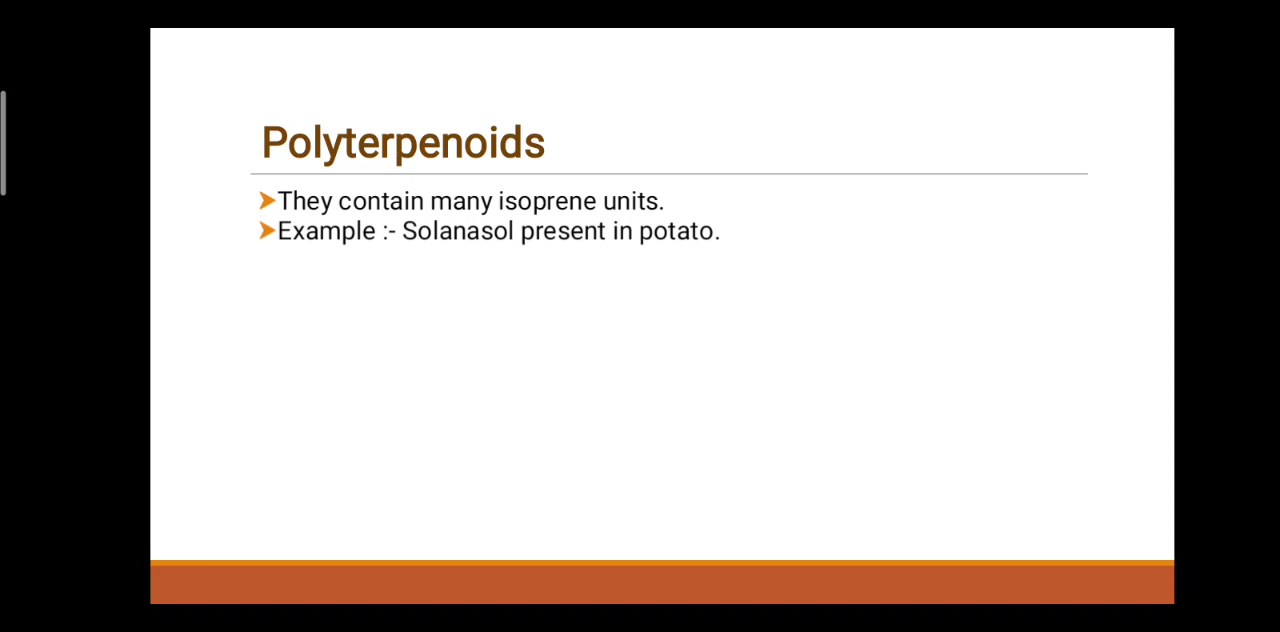 Polyterpenoids
➤They contain many isoprene units.
➤Example :- Solanasol present in potato.